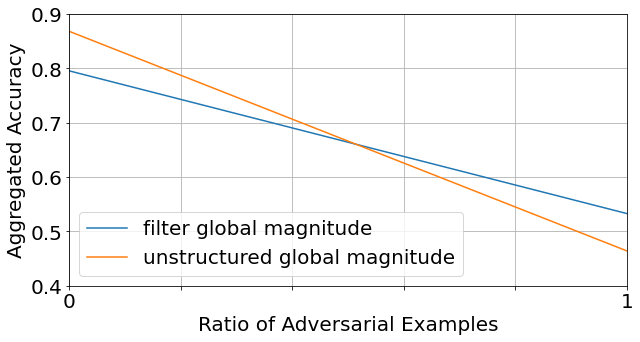 0.9
0.8
0.7
0.6
0.5
0.4
Aggregated Accuracy
filter global magnitude
unstructured global magnitude
0
1
Ratio of Adversarial Examples